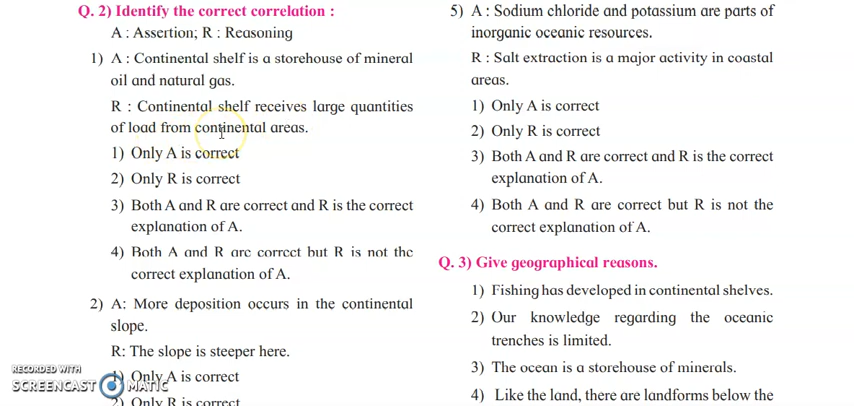 Q. 2) Identify the correct correlation :
A : Assertion; R : Reasoning
1) A : Continental shelf is a storehouse of mineral
oil and natural gas.
R : Continental shelf receives large quantities
of load from continental areas.
1) Only A is correct
2) Only R is correct
3) Both A and R are correct and R is the correct
explanation of A.
4) Both A and R are correct but R is not the
correct explanation of A.
2) A: More deposition occurs in the continental
slope.
R: The slope is steeper here.
1) Only A is correct
2) Only R is correct
5) A : Sodium chloride and potassium are parts of
inorganic oceanic resources.
R : Salt extraction is a major activity in coastal
areas.
1) Only A is correct
2) Only R is correct
3) Both A and R are correct and R is the correct
explanation of A.
4) Both A and R are correct but R is not the
correct explanation of A.
Q. 3) Give geographical reasons.
1) Fishing has developed in continental shelves.
2) Our knowledge regarding the oceanic
trenches is limited.
3) The ocean is a storehouse of minerals.
4) Like the land, there are landforms below the
RECORDED WITH
SCREENCAST MATIC